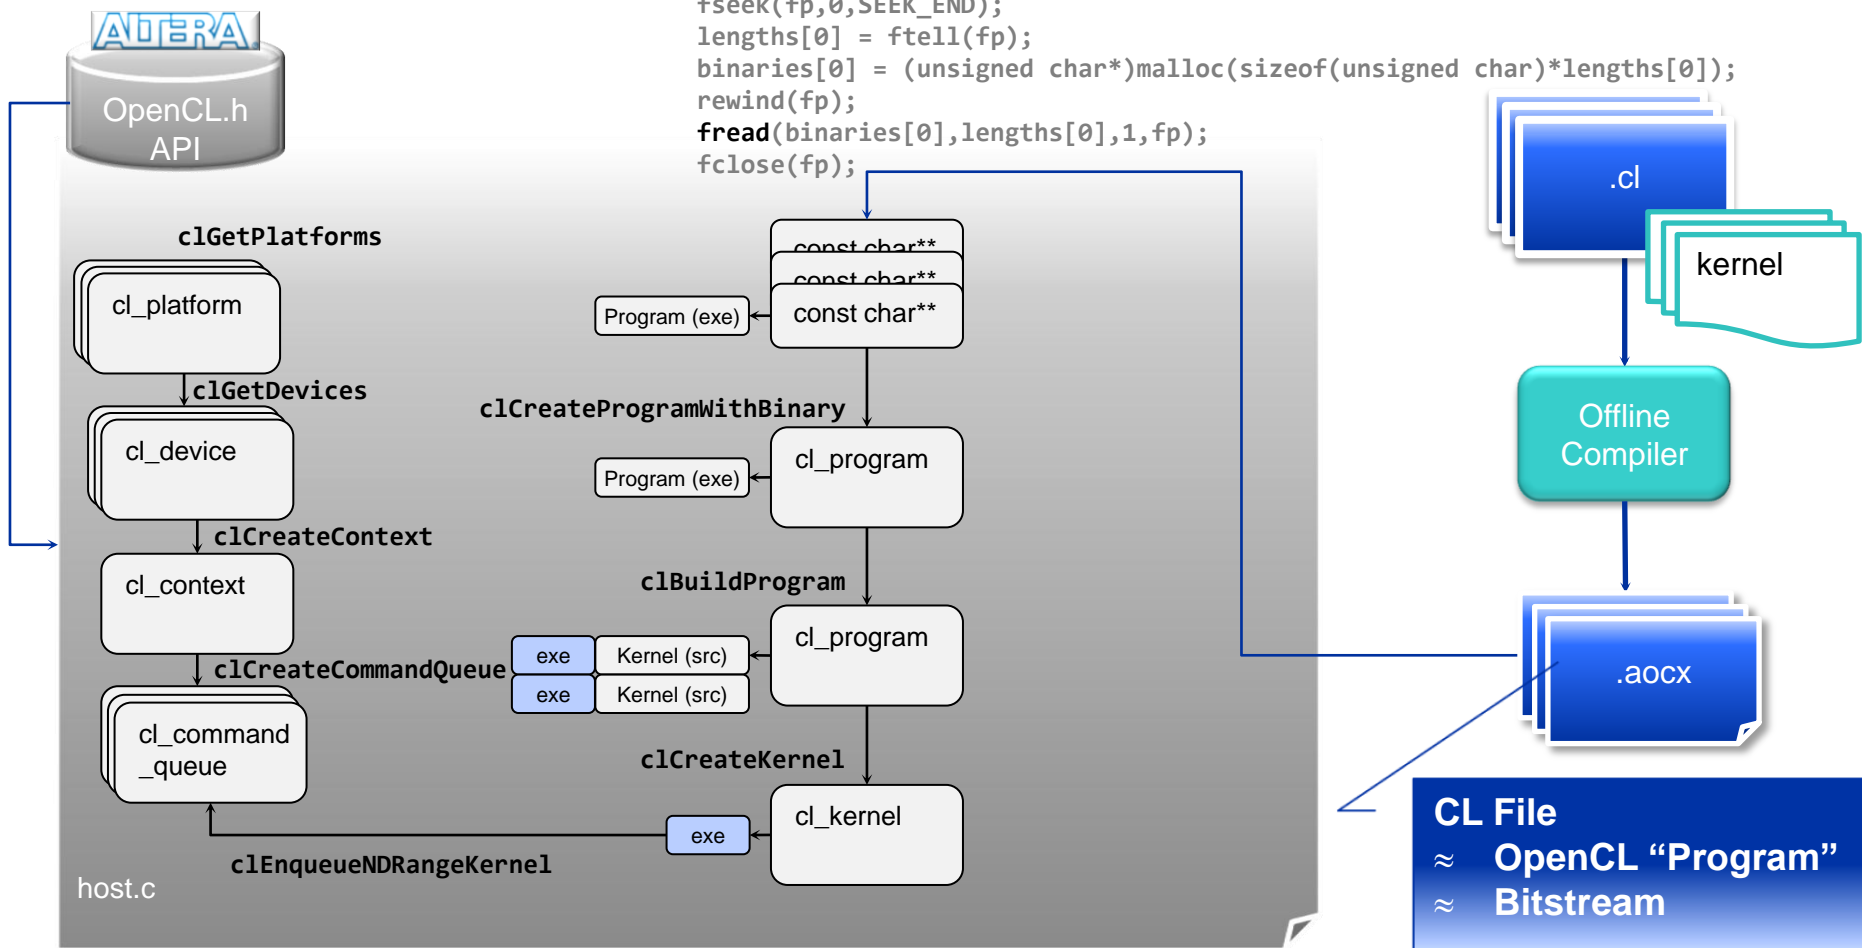 fseek(fp,0,SEEK_END);
lengths[0] = ftell(fp);
binaries[0] = (unsigned char*)malloc(sizeof(unsigned char)*lengths[0]);
rewind(fp);
fread(binaries[0],lengths[0],1,fp);
fclose(fp);
ALTERA
OpenCL.h
API
clGetPlatforms
cl_platform
clGetDevices
cl_device
clCreateContext
cl_context
clCreateCommandQueue
cl_command
_queue
clEnqueueNDRangeKernel
host.c
const char**
const char**
const char**
Program (exe)
clCreateProgramWithBinary
cl_program
Program (exe)
clBuildProgram
cl_program
exe Kernel (src)
exe Kernel (src)
clCreateKernel
cl_kernel
exe
.cl
kernel
Offline
Compiler
.aocx
CL File
≈ OpenCL “Program”
≈ Bitstream